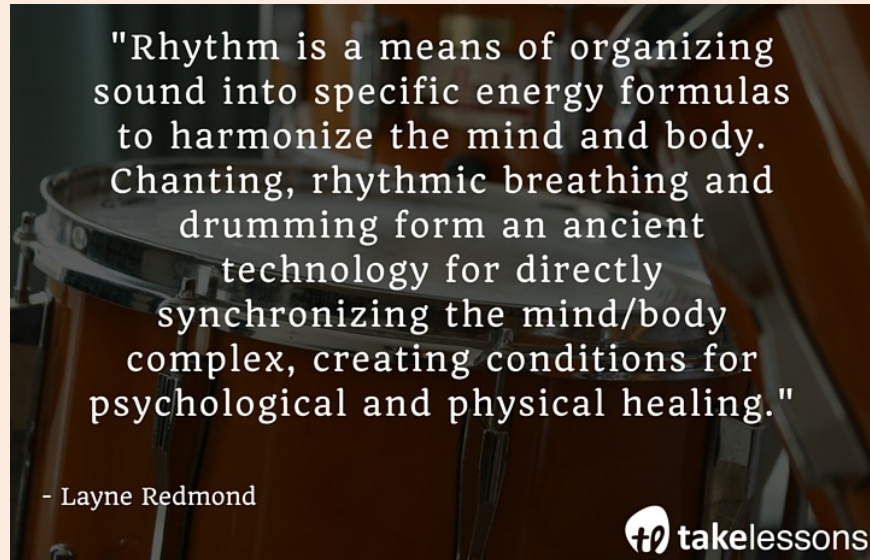 "Rhythm is a means of organizing
sound into specific energy formulas
to harmonize the mind and body.
Chanting, rhythmic breathing and
drumming form an ancient
technology for directly
synchronizing the mind/body
complex, creating conditions for
psychological and physical healing."
- Layne Redmond
tl takelessons